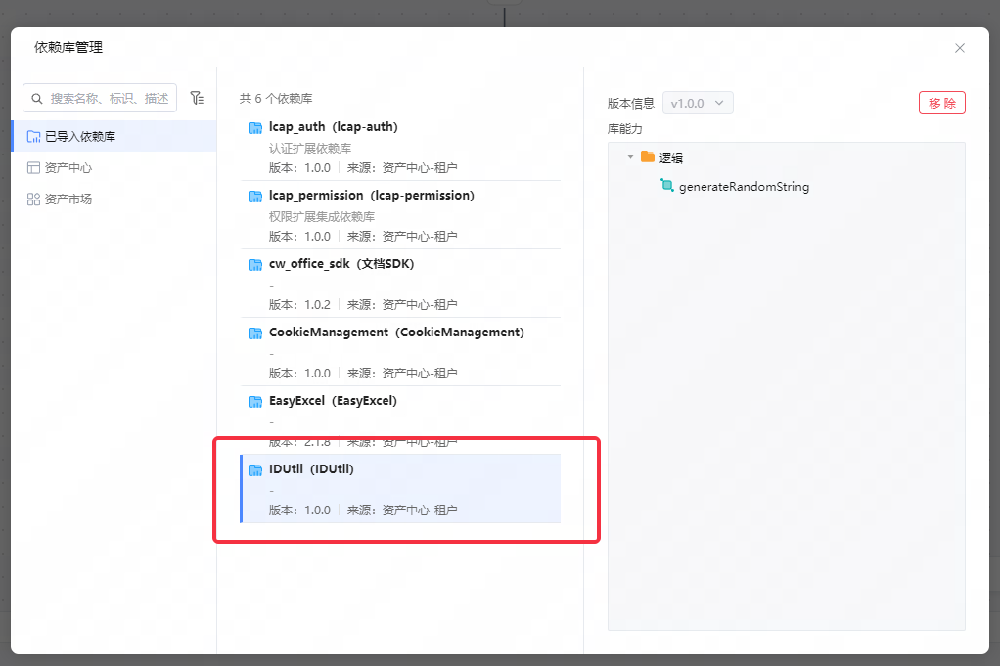 依赖库管理
搜索名称、标识、描述
已导入依赖库
资产中心
资产市场
共 6 个依赖库
lcap_auth（lcap-auth）
认证扩展依赖库
版本：1.0.0 来源：资产中心-租户
lcap_permission（lcap-permission）
权限扩展集成依赖库
版本：1.0.0 来源：资产中心-租户
cw_office_sdk（文档SDK）
-
版本：1.0.2 来源：资产中心-租户
CookieManagement（CookieManagement）
-
版本：1.0.0 来源：资产中心-租户
EasyExcel（EasyExcel）
-
版本：2.1.8 来源：资产中心-租户
IDUtil（IDUtil）
-
版本：1.0.0 来源：资产中心-租户
版本信息 v1.0.0 移 除
库能力
逻辑
generateRandomString